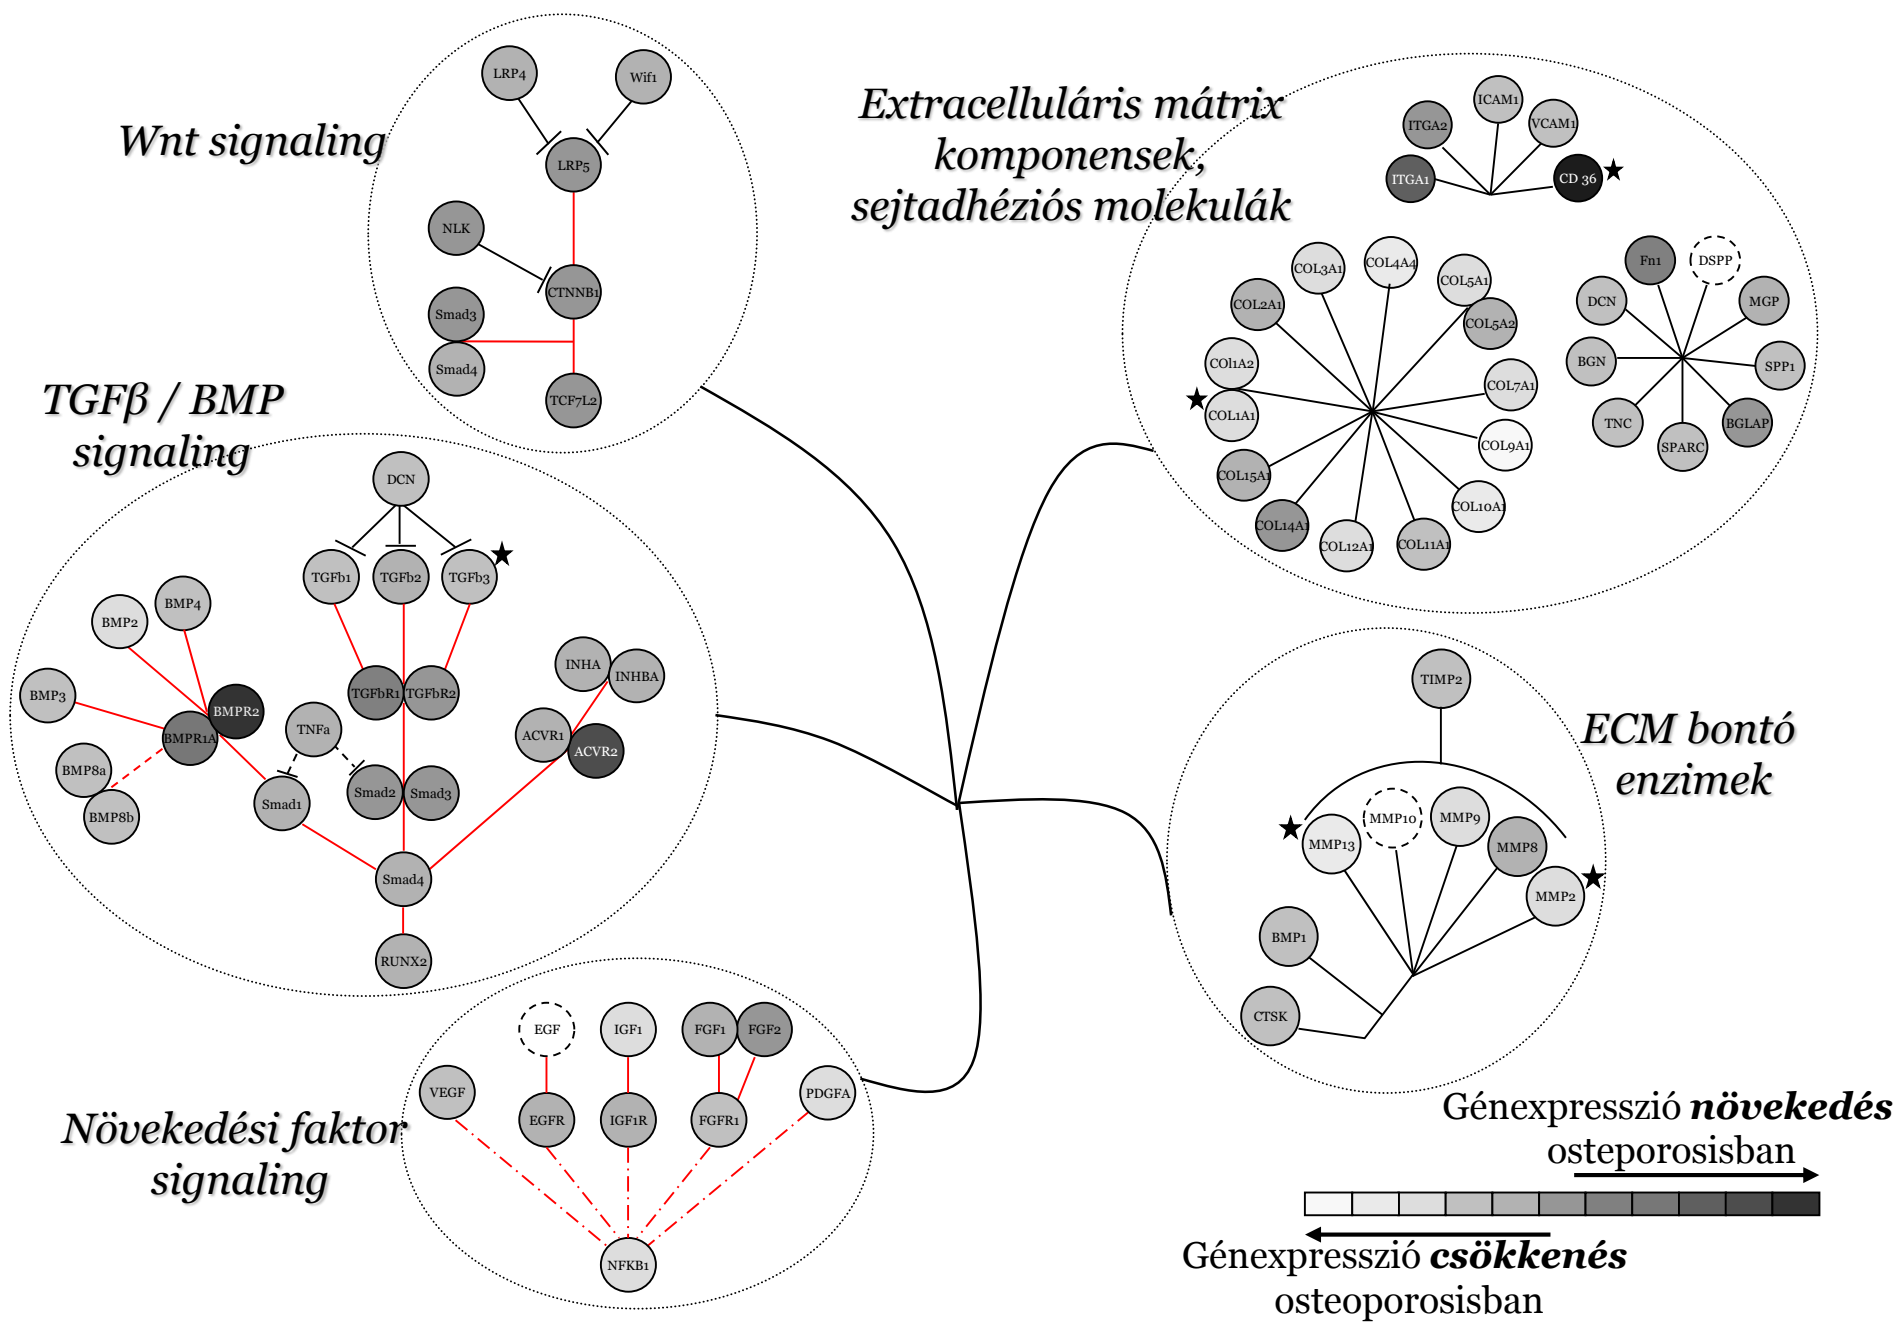 Wnt signaling
LRP4
Wif1
LRP5
NLK
CTNNB1
Smad3
Smad4
TCF7L2
Extracelluláris mátrix
komponensek,
sejtadhéziós molekulák
ICAM1
ITGA2
VCAM1
ITGA1
CD 36
COL3A1
COL4A4
COL5A1
COL5A2
COL2A1
COl1A2
COL1A1
COL7A1
COL9A1
COL15A1
COL10A1
COL14A1
COL12A1
COL11A1
Fn1
DSPP
DCN
MGP
BGN
SPP1
TNC
BGLAP
SPARC
TGFβ / BMP
signaling
DCN
TGFb1
TGFb2
TGFb3
BMP4
BMP2
BMP3
BMPR2
BMPR1A
BMP8a
BMP8b
TNFa
TGFbR1
TGFbR2
INHA
INHBA
ACVR1
ACVR2
Smad1
Smad2
Smad3
Smad4
RUNX2
ECM bontó
enzimek
TIMP2
MMP13
MMP10
MMP9
MMP8
MMP2
BMP1
CTSK
Növekedési faktor
signaling
EGF
IGF1
FGF1
FGF2
VEGF
PDGFA
EGFR
IGF1R
FGFR1
NFKB1
Génexpresszió növekedés
osteporosisban
Génexpresszió csökkenés
osteoporosisban